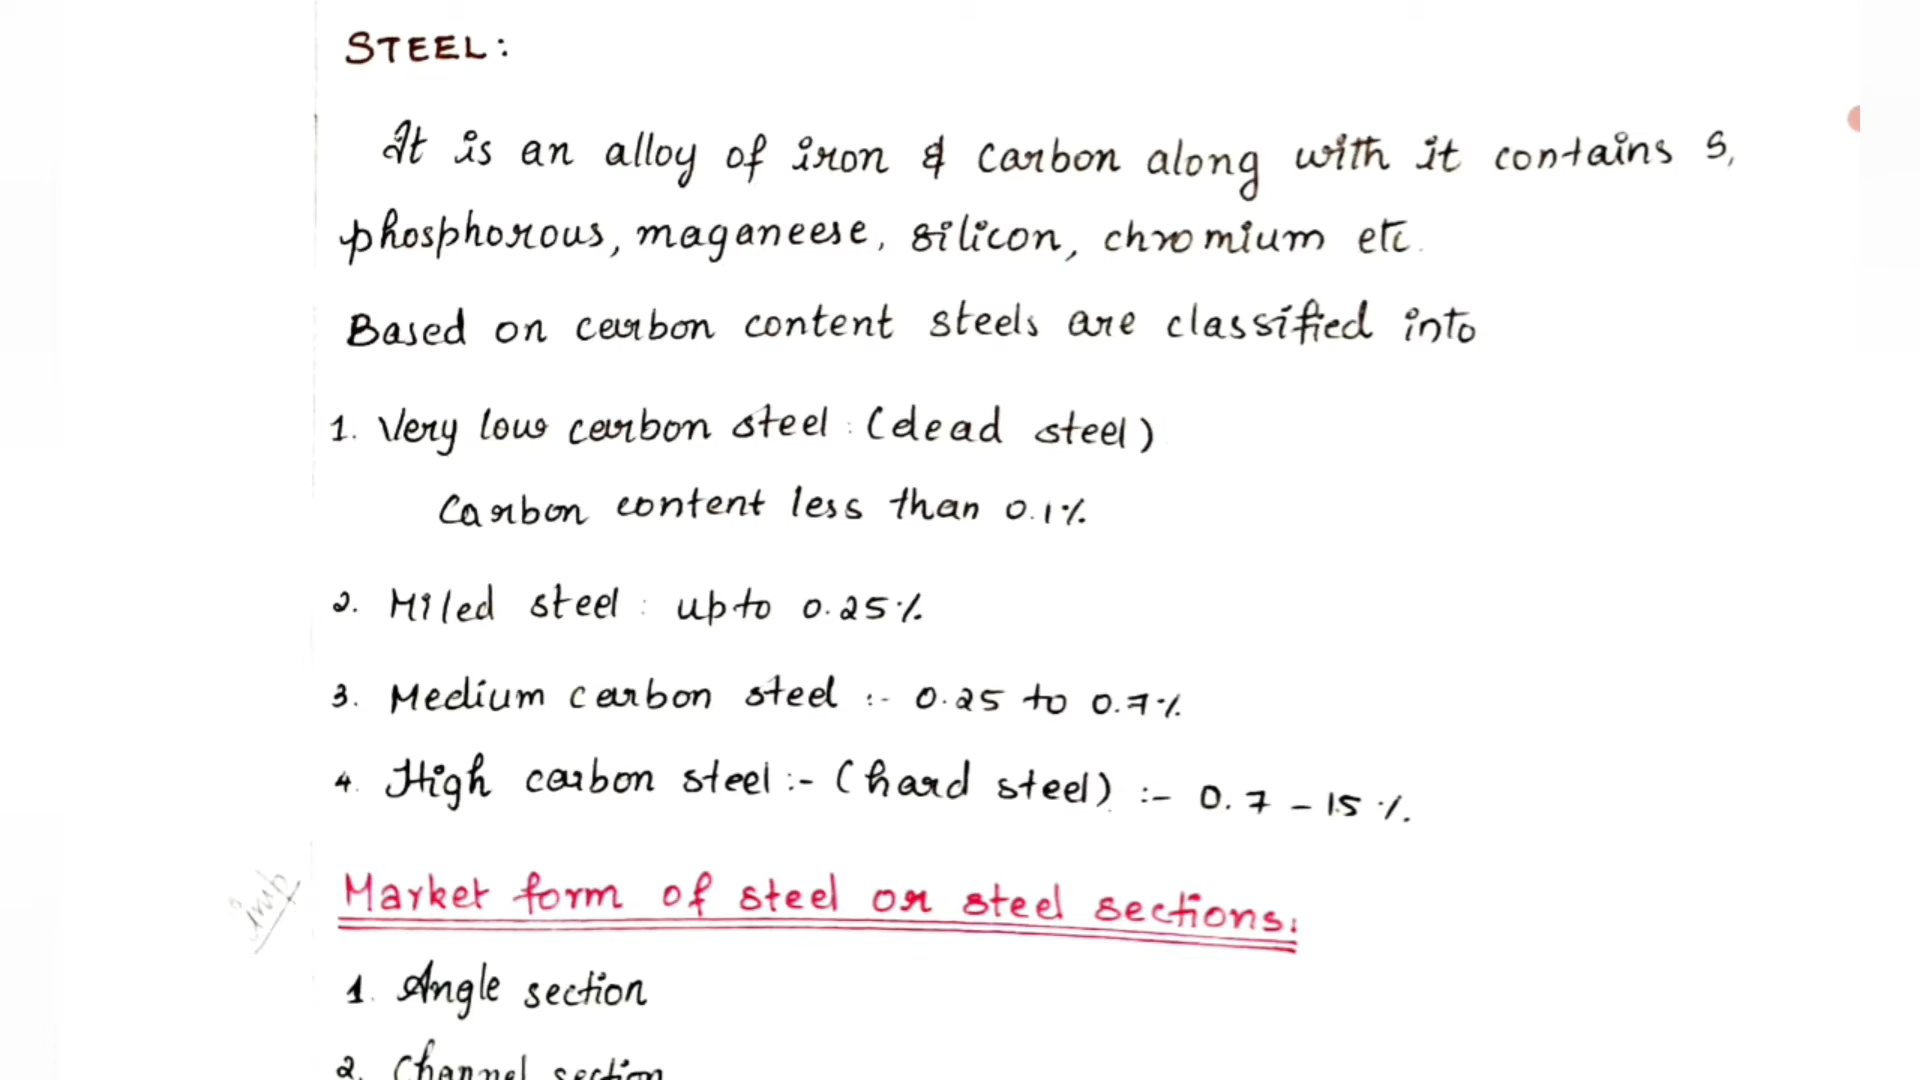 STEEL:
It is an alloy of iron & carbon along with it contains S,
phosphorous, maganeese, silicon, chromium etc.
Based on carbon content steels are classified into
1. Very low carbon steel : (dead steel)
Carbon content less than 0.1%
2. Miled steel : upto 0.25%
3. Medium carbon steel :- 0.25 to 0.7%
4. High carbon steel :- (hard steel) :- 0.7 - 1.5 %.
imp
Market form of steel or steel sections:
1. Angle section
2. Channel section